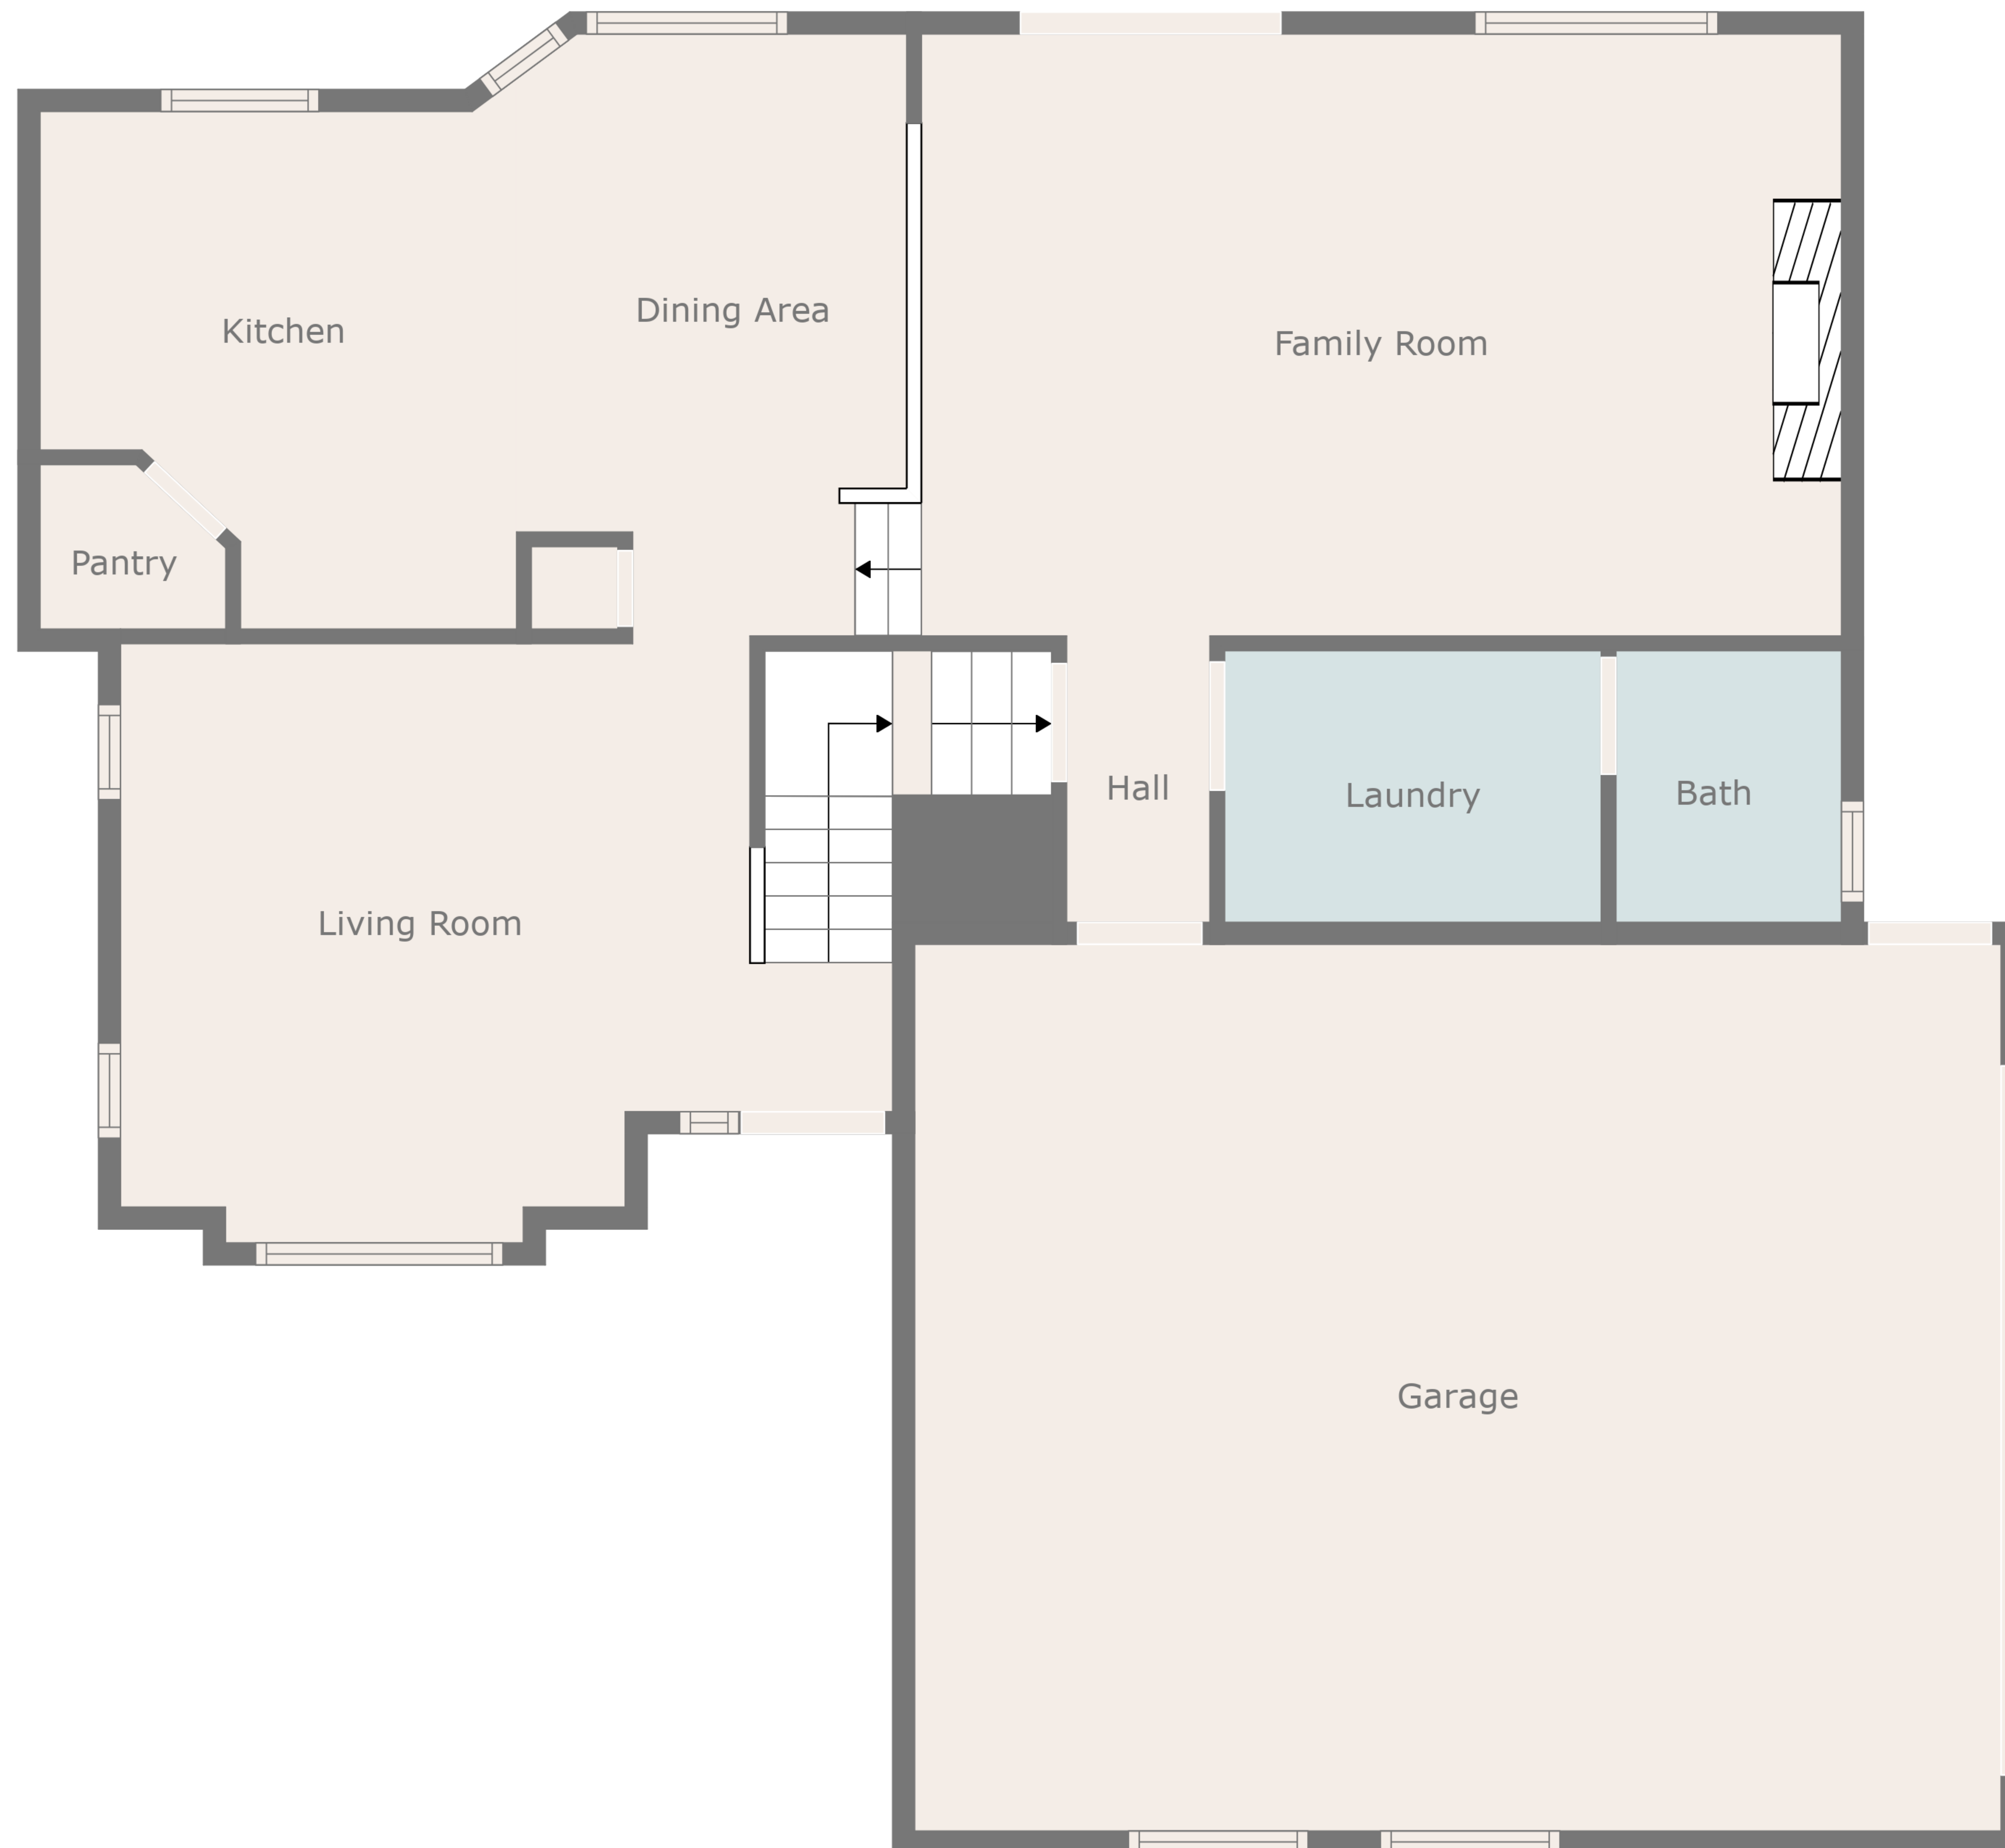 Dining Area
Kitchen
Family Room
Pantry
Hall
Laundry
Bath
Living Room
Garage